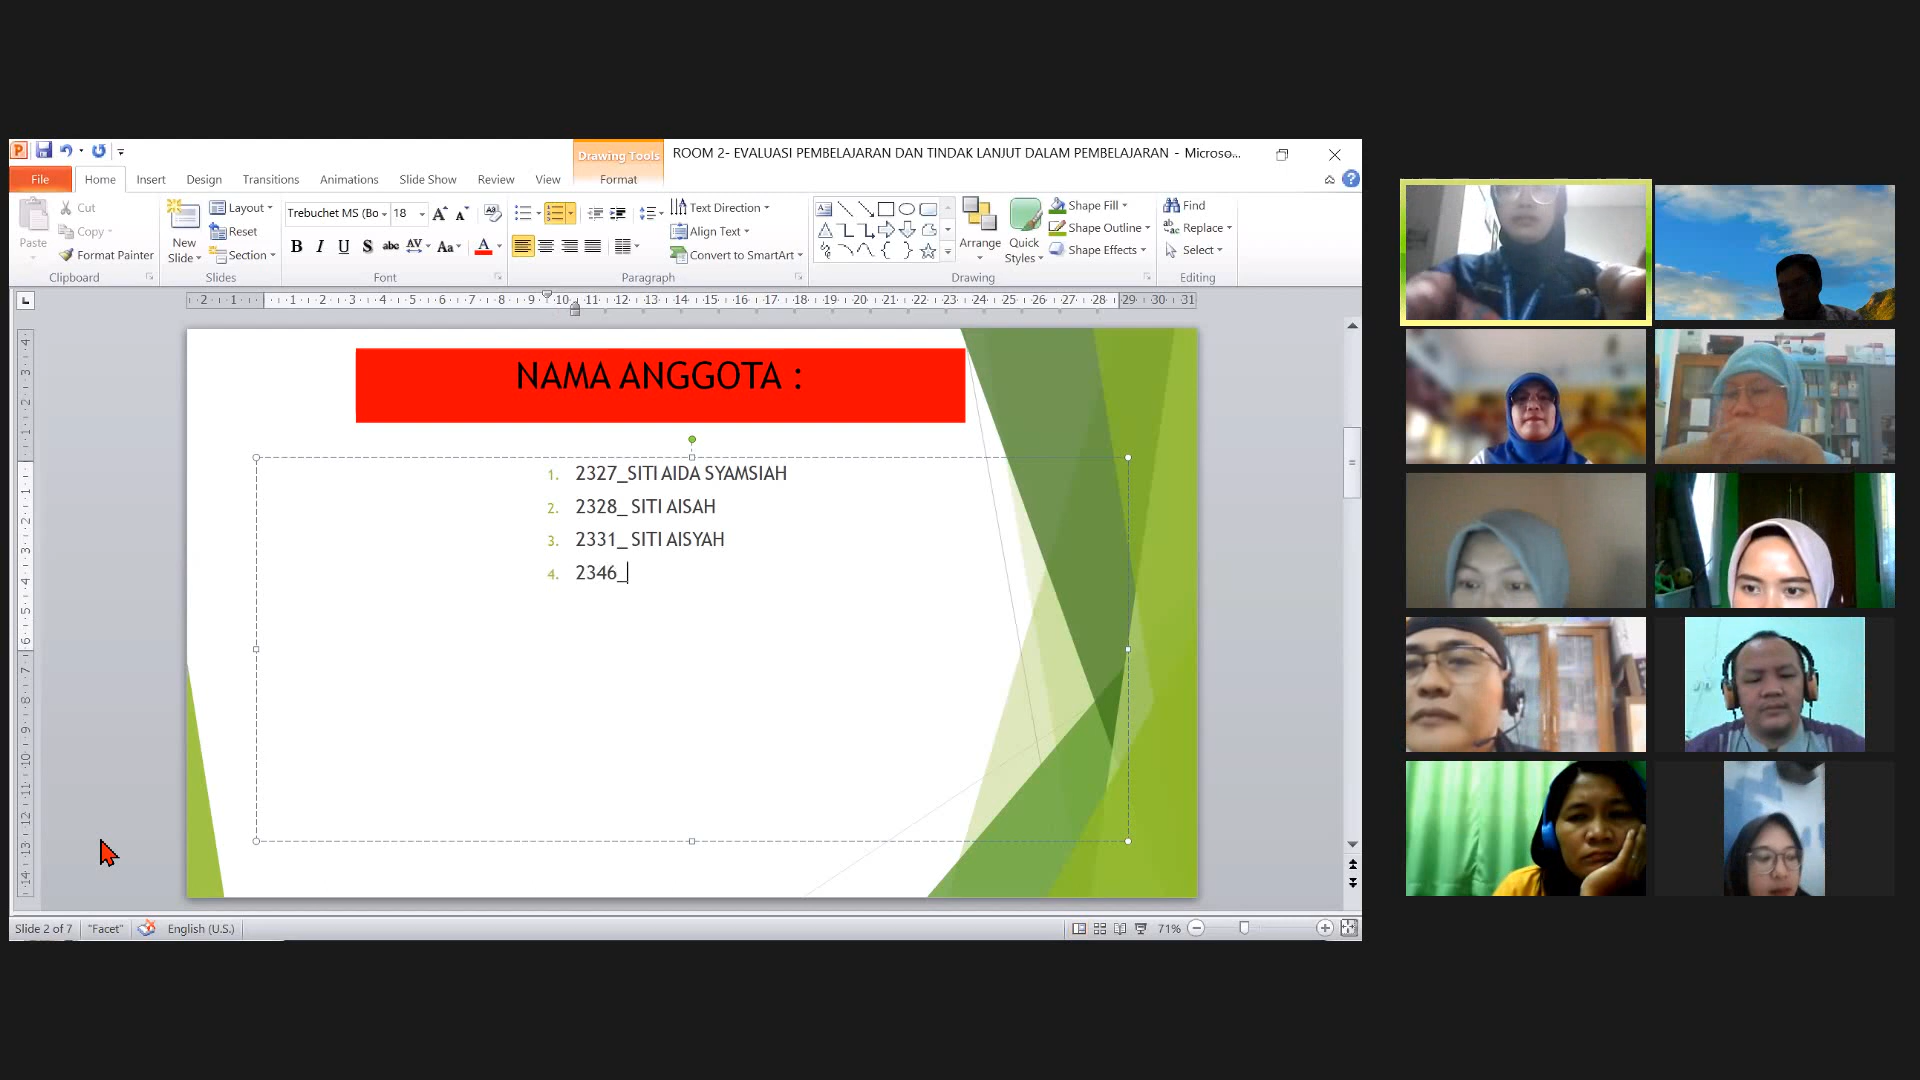 Drawing Tools
ROOM 2- EVALUASI PEMBELAJARAN DAN TINDAK LANJUT DALAM PEMBELAJARAN - Microso...
File Home Insert Design Transitions Animations Slide Show Review View Format
Cut
Copy
Format Painter
Paste
Clipboard
New Slide
Layout
Reset
Section
Slides
Trebuchet MS (Bo 18
B I U S abc AV Aa A
Font
Text Direction
Align Text
Convert to SmartArt
Paragraph
Arrange
Quick Styles
Shape Fill
Shape Outline
Shape Effects
Drawing
Find
Replace
Select
Editing
NAMA ANGGOTA :
1. 2327_SITI AIDA SYAMSIAH
2. 2328_ SITI AISAH
3. 2331_ SITI AISYAH
4. 2346_
Slide 2 of 7 "Facet" English (U.S.) 71%